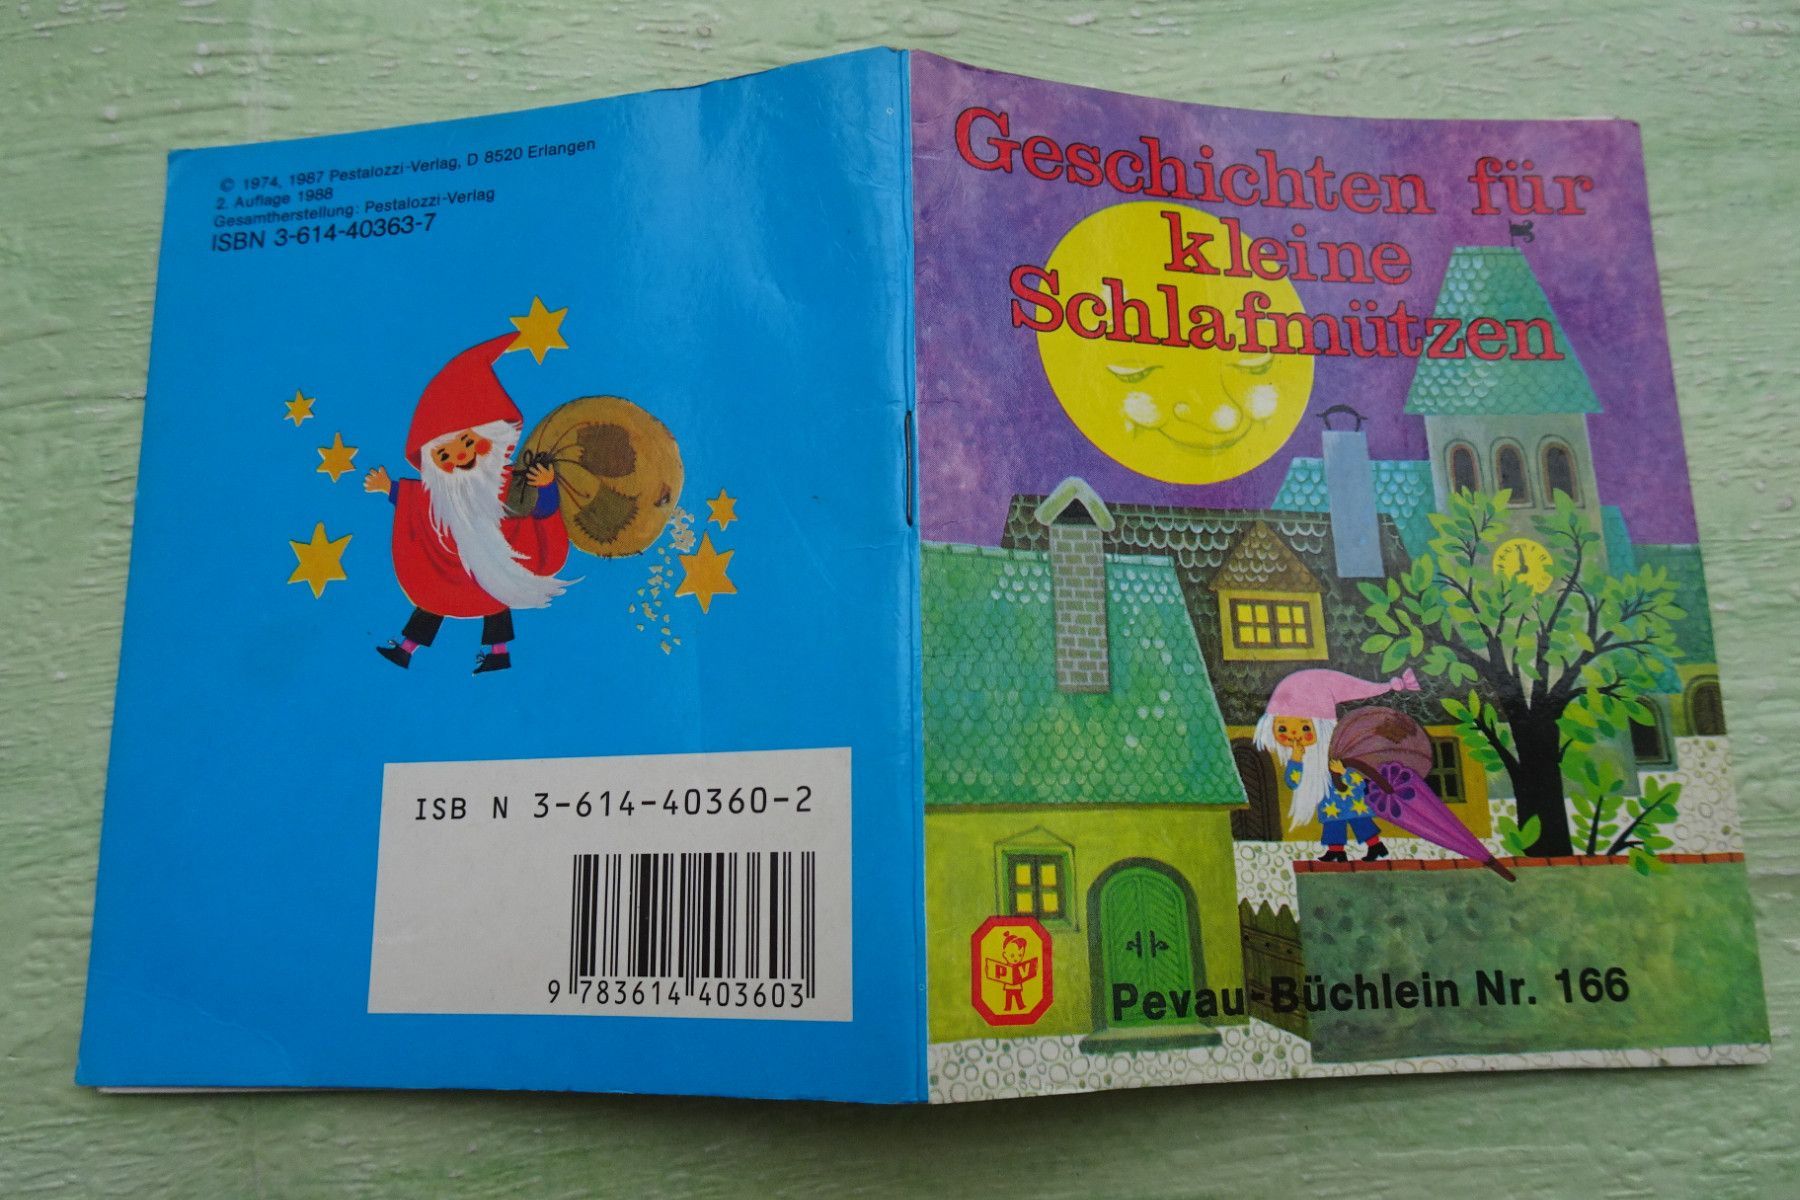 © 1974, 1987 Pestalozzi-Verlag, D 8520 Erlangen
2. Auflage 1988
Gesamtherstellung: Pestalozzi-Verlag
ISBN 3-614-40363-7
ISB N 3-614-40360-2
9 783614 403603
Geschichten für
kleine
Schlafmützen
PV
Pevau-Büchlein Nr. 166